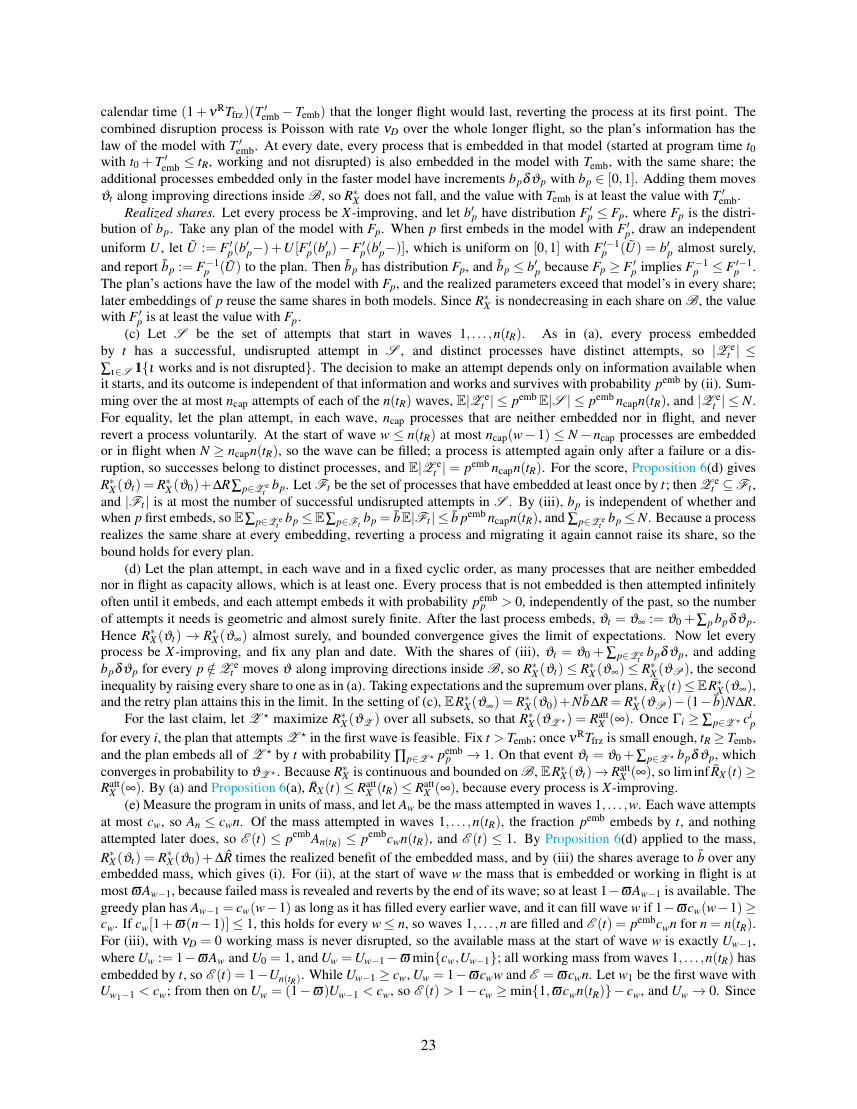 calendar time (1 + νᴿT_frz)(T′_emb − T_emb) that the longer flight would last, reverting the process at its first point. The
combined disruption process is Poisson with rate ν_D over the whole longer flight, so the plan's information has the
law of the model with T′_emb. At every date, every process that is embedded in that model (started at program time t_0
with t_0 + T′_emb ≤ t_R, working and not disrupted) is also embedded in the model with T_emb, with the same share; the
additional processes embedded only in the faster model have increments b_pδϑ_p with b_p ∈ [0,1]. Adding them moves
ϑ_t along improving directions inside ℬ, so R*_X does not fall, and the value with T_emb is at least the value with T′_emb.
Realized shares. Let every process be X-improving, and let b′_p have distribution F′_p ≤ F_p, where F_p is the distri-
bution of b_p. Take any plan of the model with F_p. When p first embeds in the model with F′_p, draw an independent
uniform U, let Ũ := F′_p(b′_p−) + U[F′_p(b′_p) − F′_p(b′_p−)], which is uniform on [0,1] with F′_p⁻¹(Ũ) = b′_p almost surely,
and report b̃_p := F_p⁻¹(Ũ) to the plan. Then b̃_p has distribution F_p, and b̃_p ≤ b′_p because F_p ≥ F′_p implies F_p⁻¹ ≤ F′_p⁻¹.
The plan's actions have the law of the model with F_p, and the realized parameters exceed that model's in every share;
later embeddings of p reuse the same shares in both models. Since R*_X is nondecreasing in each share on ℬ, the value
with F′_p is at least the value with F_p.
(c) Let 𝒮 be the set of attempts that start in waves 1,…,n(t_R). As in (a), every process embedded
by t has a successful, undisrupted attempt in 𝒮, and distinct processes have distinct attempts, so |𝒵ᵉ_t| ≤
∑_{ι∈𝒮} 1{ι works and is not disrupted}. The decision to make an attempt depends only on information available when
it starts, and its outcome is independent of that information and works and survives with probability p^emb by (ii). Sum-
ming over the at most n_cap attempts of each of the n(t_R) waves, 𝔼|𝒵ᵉ_t| ≤ p^emb 𝔼|𝒮| ≤ p^emb n_cap n(t_R), and |𝒵ᵉ_t| ≤ N.
For equality, let the plan attempt, in each wave, n_cap processes that are neither embedded nor in flight, and never
revert a process voluntarily. At the start of wave w ≤ n(t_R) at most n_cap(w − 1) ≤ N − n_cap processes are embedded
or in flight when N ≥ n_cap n(t_R), so the wave can be filled; a process is attempted again only after a failure or a dis-
ruption, so successes belong to distinct processes, and 𝔼|𝒵ᵉ_t| = p^emb n_cap n(t_R). For the score, Proposition 6(d) gives
R*_X(ϑ_t) = R*_X(ϑ_0) + ΔR ∑_{p∈𝒵ᵉ_t} b_p. Let ℱ_t be the set of processes that have embedded at least once by t; then 𝒵ᵉ_t ⊆ ℱ_t,
and |ℱ_t| is at most the number of successful undisrupted attempts in 𝒮. By (iii), b_p is independent of whether and
when p first embeds, so 𝔼∑_{p∈𝒵ᵉ_t} b_p ≤ 𝔼∑_{p∈ℱ_t} b_p = b̄ 𝔼|ℱ_t| ≤ b̄ p^emb n_cap n(t_R), and ∑_{p∈𝒵ᵉ_t} b_p ≤ N. Because a process
realizes the same share at every embedding, reverting a process and migrating it again cannot raise its share, so the
bound holds for every plan.
(d) Let the plan attempt, in each wave and in a fixed cyclic order, as many processes that are neither embedded
nor in flight as capacity allows, which is at least one. Every process that is not embedded is then attempted infinitely
often until it embeds, and each attempt embeds it with probability p^emb_p > 0, independently of the past, so the number
of attempts it needs is geometric and almost surely finite. After the last process embeds, ϑ_t = ϑ_∞ := ϑ_0 + ∑_p b_pδϑ_p.
Hence R*_X(ϑ_t) → R*_X(ϑ_∞) almost surely, and bounded convergence gives the limit of expectations. Now let every
process be X-improving, and fix any plan and date. With the shares of (iii), ϑ_t = ϑ_0 + ∑_{p∈𝒵ᵉ_t} b_pδϑ_p, and adding
b_pδϑ_p for every p ∉ 𝒵ᵉ_t moves ϑ along improving directions inside ℬ, so R*_X(ϑ_t) ≤ R*_X(ϑ_∞) ≤ R*_X(ϑ_𝒫), the second
inequality by raising every share to one as in (a). Taking expectations and the supremum over plans, R̄_X(t) ≤ 𝔼R*_X(ϑ_∞),
and the retry plan attains this in the limit. In the setting of (c), 𝔼R*_X(ϑ_∞) = R*_X(ϑ_0) + N b̄ΔR = R*_X(ϑ_𝒫) − (1 − b̄)NΔR.
For the last claim, let 𝒵* maximize R*_X(ϑ_𝒵) over all subsets, so that R*_X(ϑ_𝒵*) = R^att_X(∞). Once Γ_i ≥ ∑_{p∈𝒵*} c^i_p
for every i, the plan that attempts 𝒵* in the first wave is feasible. Fix t > T_emb; once νᴿT_frz is small enough, t_R ≥ T_emb,
and the plan embeds all of 𝒵* by t with probability ∏_{p∈𝒵*} p^emb_p → 1. On that event ϑ_t = ϑ_0 + ∑_{p∈𝒵*} b_pδϑ_p, which
converges in probability to ϑ_𝒵*. Because R*_X is continuous and bounded on ℬ, 𝔼R*_X(ϑ_t) → R^att_X(∞), so lim inf R̄_X(t) ≥
R^att_X(∞). By (a) and Proposition 6(a), R̄_X(t) ≤ R^att_X(t_R) ≤ R^att_X(∞), because every process is X-improving.
(e) Measure the program in units of mass, and let A_w be the mass attempted in waves 1,…,w. Each wave attempts
at most c_w, so A_n ≤ c_w n. Of the mass attempted in waves 1,…,n(t_R), the fraction p^emb embeds by t, and nothing
attempted later does, so ℰ(t) ≤ p^emb A_{n(t_R)} ≤ p^emb c_w n(t_R), and ℰ(t) ≤ 1. By Proposition 6(d) applied to the mass,
R*_X(ϑ_t) = R*_X(ϑ_0) + ΔR̂ times the realized benefit of the embedded mass, and by (iii) the shares average to b̄ over any
embedded mass, which gives (i). For (ii), at the start of wave w the mass that is embedded or working in flight is at
most ϖA_{w−1}, because failed mass is revealed and reverts by the end of its wave; so at least 1 − ϖA_{w−1} is available. The
greedy plan has A_{w−1} = c_w(w − 1) as long as it has filled every earlier wave, and it can fill wave w if 1 − ϖc_w(w − 1) ≥
c_w. If c_w[1 + ϖ(n − 1)] ≤ 1, this holds for every w ≤ n, so waves 1,…,n are filled and ℰ(t) = p^emb c_w n for n = n(t_R).
For (iii), with ν_D = 0 working mass is never disrupted, so the available mass at the start of wave w is exactly U_{w−1},
where U_w := 1 − ϖA_w and U_0 = 1, and U_w = U_{w−1} − ϖ min{c_w, U_{w−1}}; all working mass from waves 1,…,n(t_R) has
embedded by t, so ℰ(t) = 1 − U_{n(t_R)}. While U_{w−1} ≥ c_w, U_w = 1 − ϖc_w w and ℰ = ϖc_w n. Let w_1 be the first wave with
U_{w_1−1} < c_w; from then on U_w = (1 − ϖ)U_{w−1} < c_w, so ℰ(t) > 1 − c_w ≥ min{1, ϖc_w n(t_R)} − c_w, and U_w → 0. Since
23